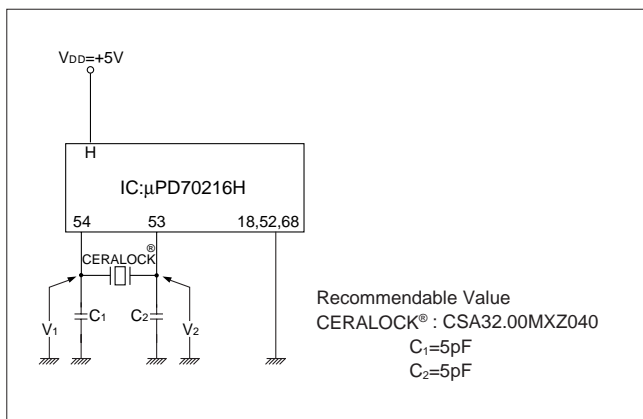 VDD=+5V
H
IC:µPD70216H
54 53 18,52,68
CERALOCK®
V1 C1 C2 V2
Recommendable Value
CERALOCK® : CSA32.00MXZ040
C1=5pF
C2=5pF